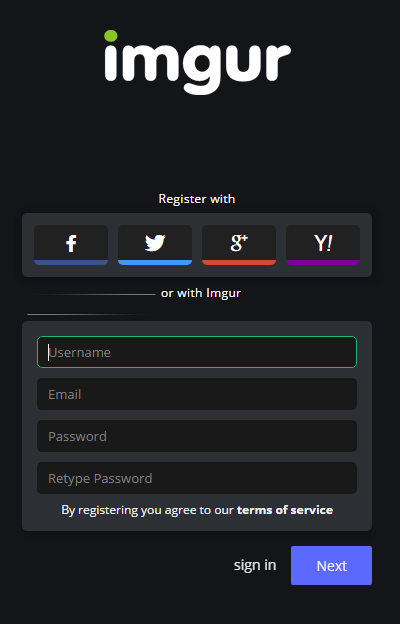 imgur
Register with
f
g+
Y!
or with Imgur
Username
Email
Password
Retype Password
By registering you agree to our terms of service
sign in
Next